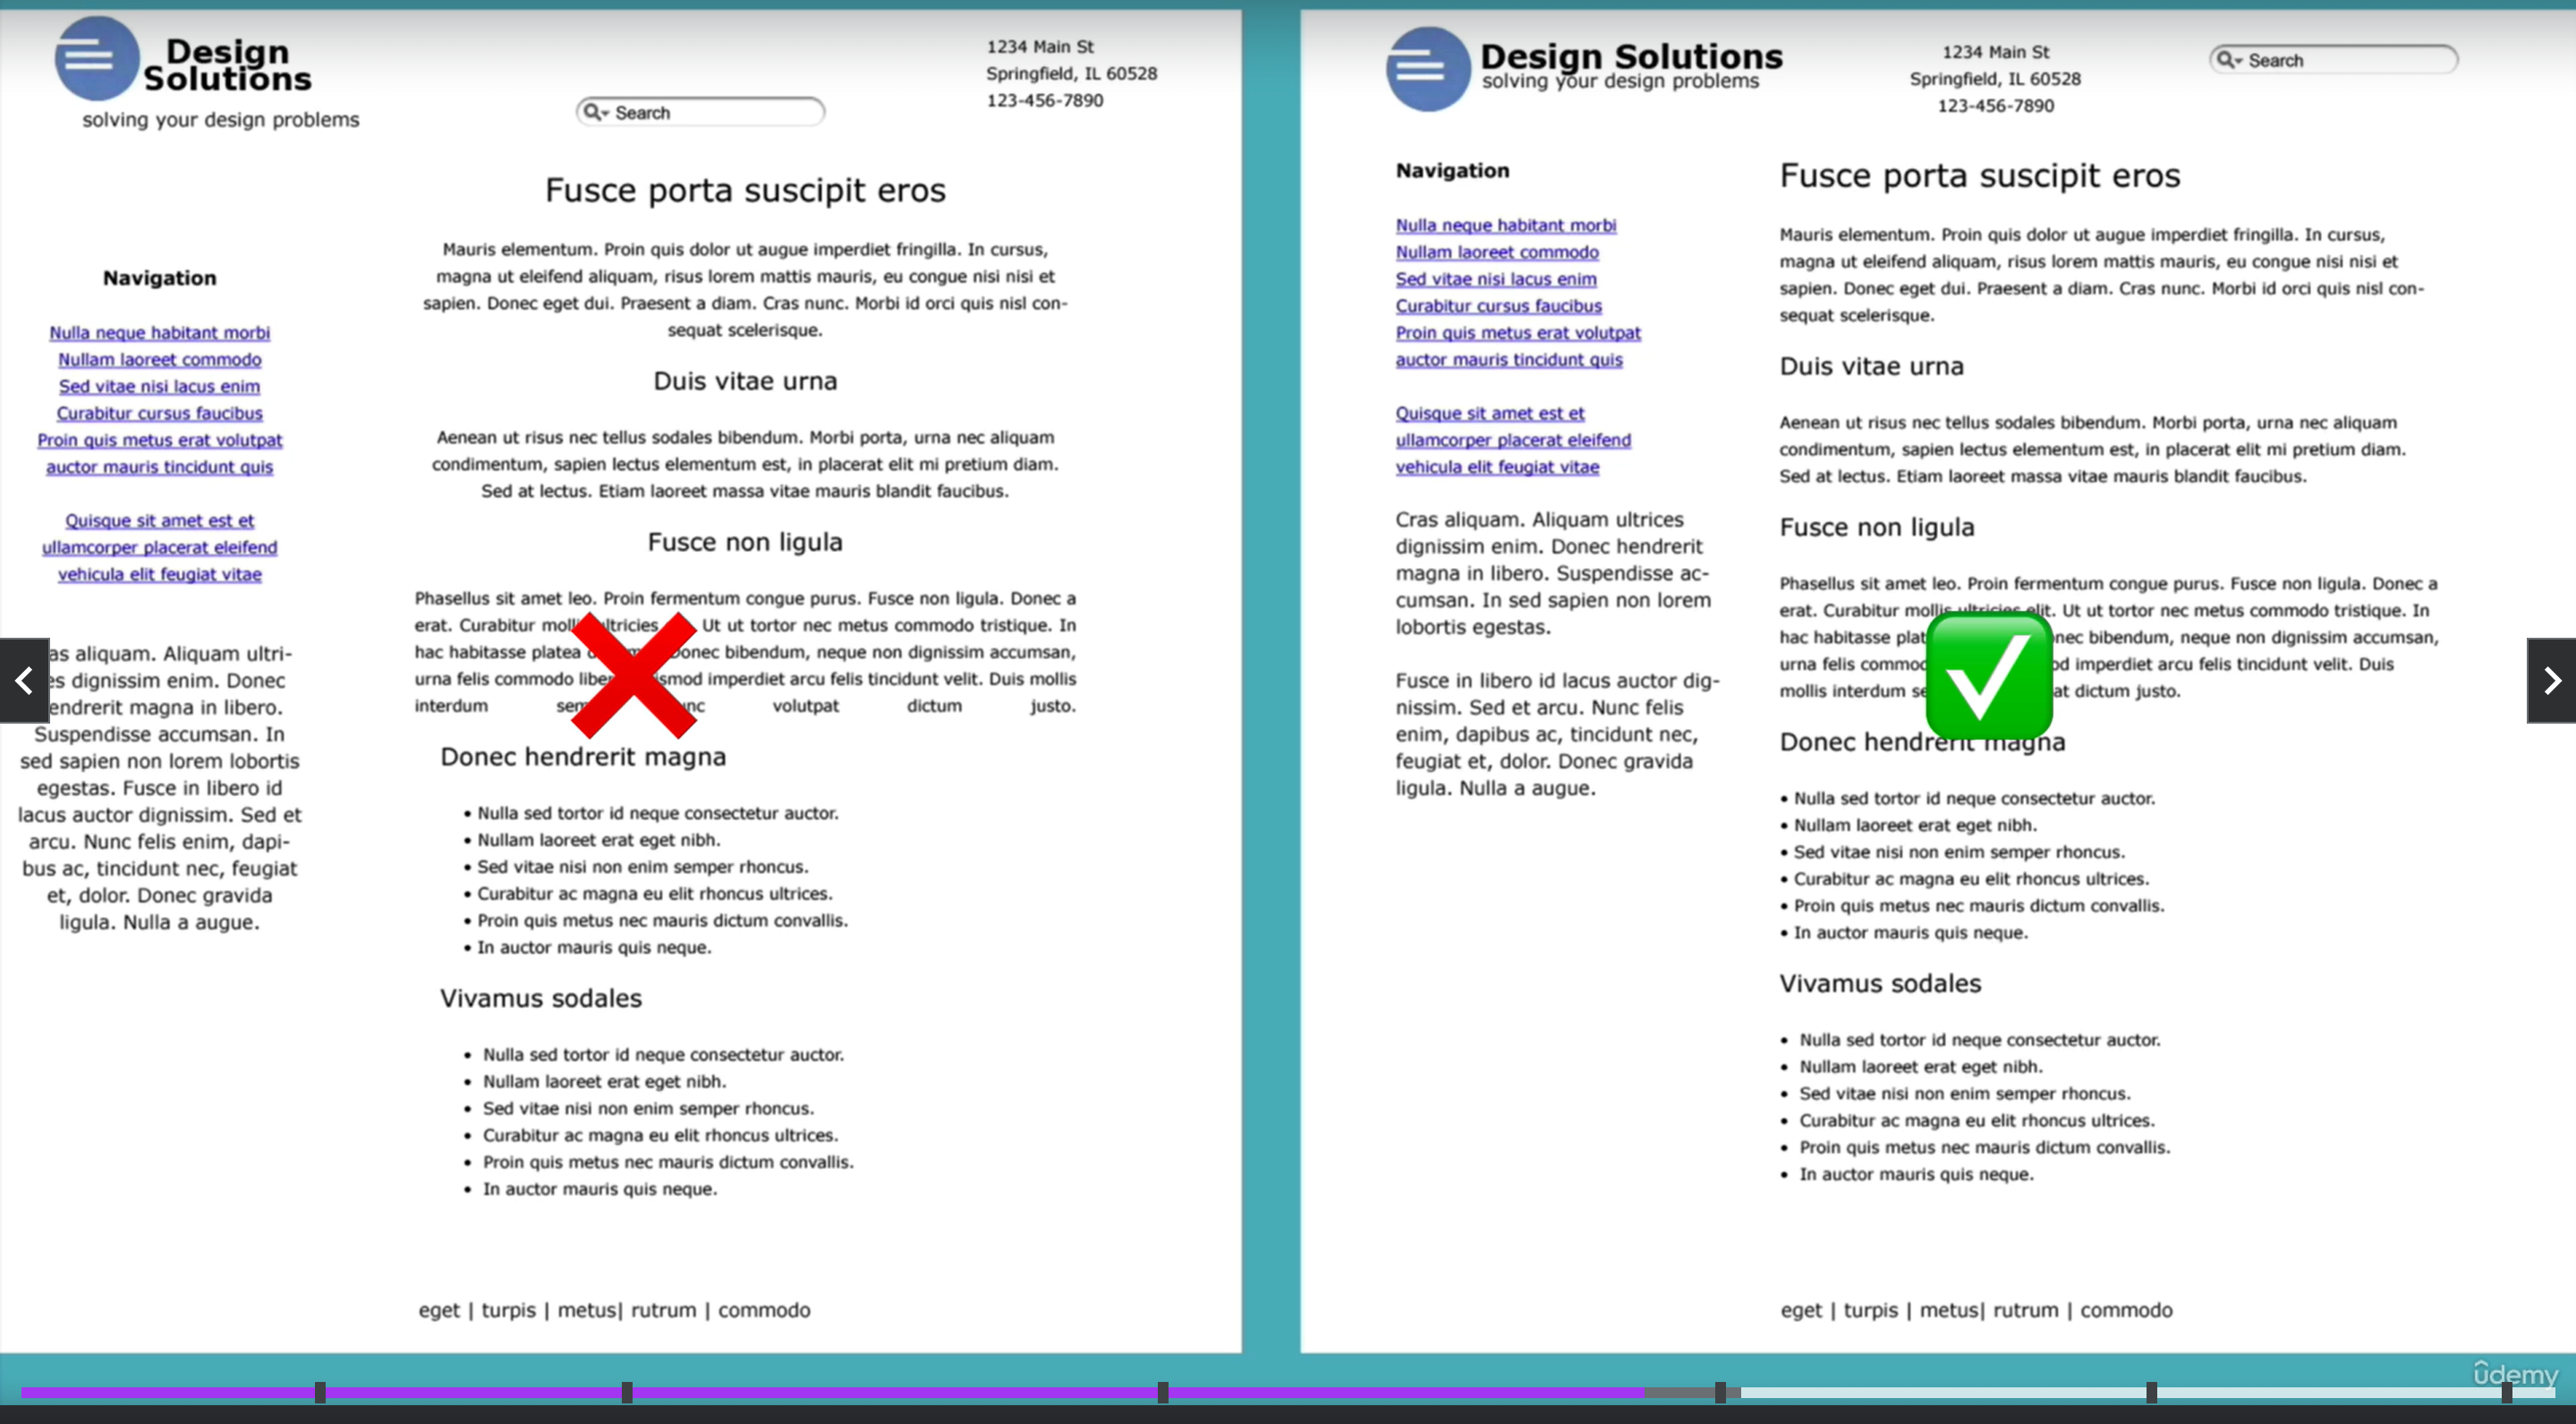 Design
Solutions
solving your design problems
Search
1234 Main St
Springfield, IL 60528
123-456-7890
Navigation
Nulla neque habitant morbi
Nullam laoreet commodo
Sed vitae nisi lacus enim
Curabitur cursus faucibus
Proin quis metus erat volutpat
auctor mauris tincidunt quis
Quisque sit amet est et
ullamcorper placerat eleifend
vehicula elit feugiat vitae
aliquam. Aliquam ultri-
dignissim enim. Donec
magna in libero.
Suspendisse accumsan. In
sed sapien non lorem lobortis
egestas. Fusce in libero id
lacus auctor dignissim. Sed et
arcu. Nunc felis enim, dapi-
bus ac, tincidunt nec, feugiat
et, dolor. Donec gravida
ligula. Nulla a augue.
Fusce porta suscipit eros
Mauris elementum. Proin quis dolor ut augue imperdiet fringilla. In cursus,
magna ut eleifend aliquam, risus lorem mattis mauris, eu congue nisi nisi et
sapien. Donec eget dui. Praesent a diam. Cras nunc. Morbi id orci quis nisl con-
sequat scelerisque.
Duis vitae urna
Aenean ut risus nec tellus sodales bibendum. Morbi porta, urna nec aliquam
condimentum, sapien lectus elementum est, in placerat elit mi pretium diam.
Sed at lectus. Etiam laoreet massa vitae mauris blandit faucibus.
Fusce non ligula
Phasellus sit amet leo. Proin fermentum congue purus. Fusce non ligula. Donec a
erat. Curabitur Ut ut tortor nec metus commodo tristique. In
hac habitasse platea Donec bibendum, neque non dignissim accumsan,
urna felis commodo imperdiet arcu felis tincidunt velit. Duis mollis
interdum volutpat dictum justo.
Donec hendrerit magna
• Nulla sed tortor id neque consectetur auctor.
• Nullam laoreet erat eget nibh.
• Sed vitae nisi non enim semper rhoncus.
• Curabitur ac magna eu elit rhoncus ultrices.
• Proin quis metus nec mauris dictum convallis.
• In auctor mauris quis neque.
Vivamus sodales
• Nulla sed tortor id neque consectetur auctor.
• Nullam laoreet erat eget nibh.
• Sed vitae nisi non enim semper rhoncus.
• Curabitur ac magna eu elit rhoncus ultrices.
• Proin quis metus nec mauris dictum convallis.
• In auctor mauris quis neque.
eget | turpis | metus| rutrum | commodo
Design Solutions
solving your design problems
1234 Main St
Springfield, IL 60528
123-456-7890
Search
Navigation
Nulla neque habitant morbi
Nullam laoreet commodo
Sed vitae nisi lacus enim
Curabitur cursus faucibus
Proin quis metus erat volutpat
auctor mauris tincidunt quis
Quisque sit amet est et
ullamcorper placerat eleifend
vehicula elit feugiat vitae
Cras aliquam. Aliquam ultrices
dignissim enim. Donec hendrerit
magna in libero. Suspendisse ac-
cumsan. In sed sapien non lorem
lobortis egestas.
Fusce in libero id lacus auctor dig-
nissim. Sed et arcu. Nunc felis
enim, dapibus ac, tincidunt nec,
feugiat et, dolor. Donec gravida
ligula. Nulla a augue.
Fusce porta suscipit eros
Mauris elementum. Proin quis dolor ut augue imperdiet fringilla. In cursus,
magna ut eleifend aliquam, risus lorem mattis mauris, eu congue nisi nisi et
sapien. Donec eget dui. Praesent a diam. Cras nunc. Morbi id orci quis nisl con-
sequat scelerisque.
Duis vitae urna
Aenean ut risus nec tellus sodales bibendum. Morbi porta, urna nec aliquam
condimentum, sapien lectus elementum est, in placerat elit mi pretium diam.
Sed at lectus. Etiam laoreet massa vitae mauris blandit faucibus.
Fusce non ligula
Phasellus sit amet leo. Proin fermentum congue purus. Fusce non ligula. Donec a
erat. Curabitur mollis ultricies elit. Ut ut tortor nec metus commodo tristique. In
hac habitasse bibendum, neque non dignissim accumsan,
urna felis imperdiet arcu felis tincidunt velit. Duis
mollis interdum dictum justo.
Donec hendrerit magna
• Nulla sed tortor id neque consectetur auctor.
• Nullam laoreet erat eget nibh.
• Sed vitae nisi non enim semper rhoncus.
• Curabitur ac magna eu elit rhoncus ultrices.
• Proin quis metus nec mauris dictum convallis.
• In auctor mauris quis neque.
Vivamus sodales
• Nulla sed tortor id neque consectetur auctor.
• Nullam laoreet erat eget nibh.
• Sed vitae nisi non enim semper rhoncus.
• Curabitur ac magna eu elit rhoncus ultrices.
• Proin quis metus nec mauris dictum convallis.
• In auctor mauris quis neque.
eget | turpis | metus| rutrum | commodo
ûdemy